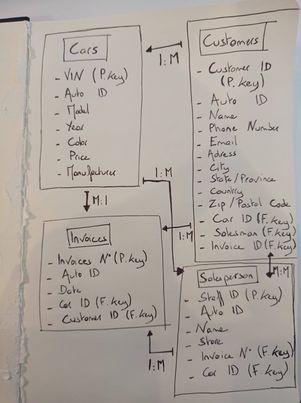 Cars
- VIN (P.key)
- Auto ID
- Model
- Year
- Color
- Price
- Manufacturer
1:M
Customers
- Customer ID
(P.key)
- Auto ID
- Name
- Phone Number
- Email
- Adress
- City
- State/Province
- Country
- Zip/Postal Code
- Car ID (F.key)
- Salesman (F.key)
- Invoice ID (F.key)
1:M
M:1
1:M
Invoices
- Invoices N° (P.key)
- Auto ID
- Date
- Car ID (F.key)
- Customer ID (F.key)
M:M
Salesperson
- Staff ID (P.key)
- Auto ID
- Name
- Store
- Invoice N° (F.key)
- Car ID (F.key)
1:M